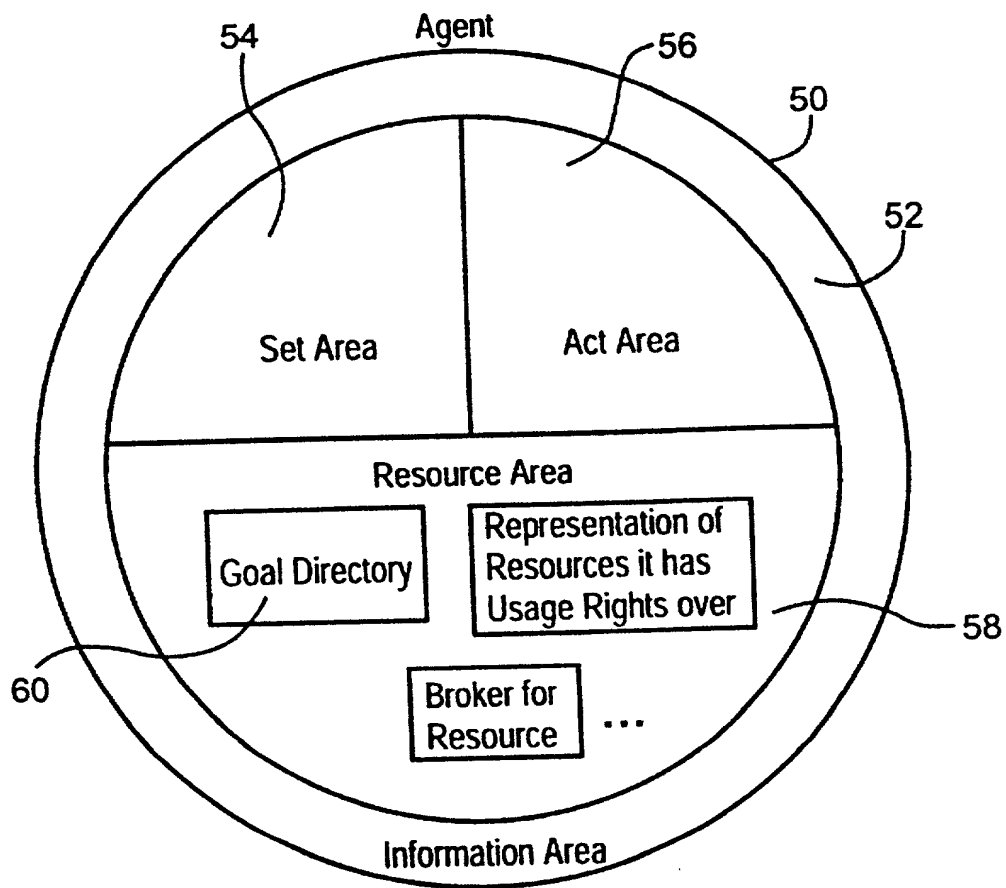 Agent
54
56
50
52
Set Area
Act Area
Resource Area
Goal Directory
Representation of
Resources it has
Usage Rights over
58
60
Broker for
Resource
...
Information Area